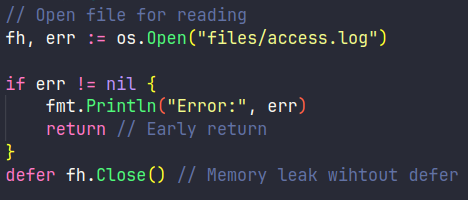 // Open file for reading
fh, err := os.Open("files/access.log")
if err != nil {
fmt.Println("Error:", err)
return // Early return
}
defer fh.Close() // Memory leak wihtout defer